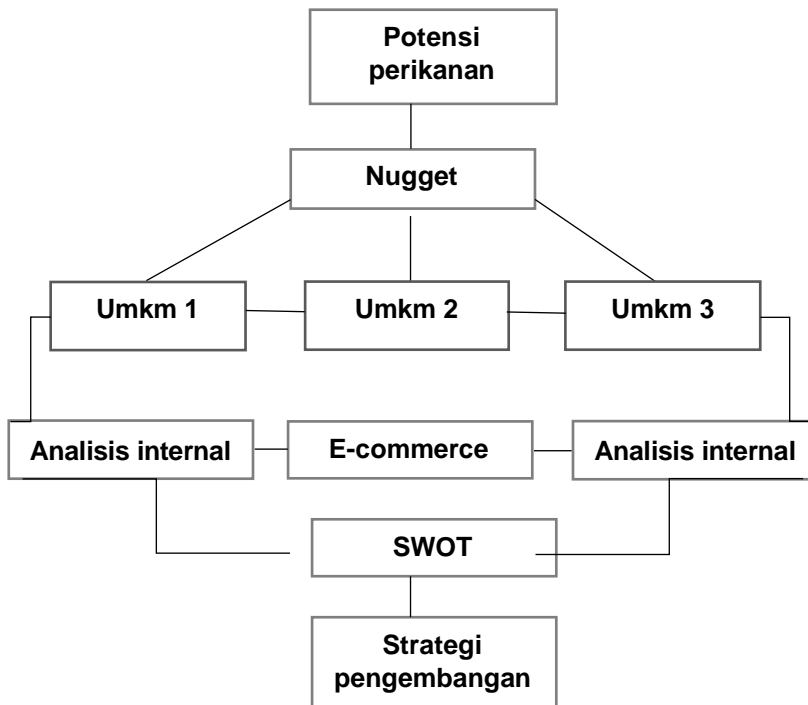 Potensi
perikanan
Nugget
Umkm 1
Umkm 2
Umkm 3
Analisis internal
E-commerce
Analisis internal
SWOT
Strategi
pengembangan